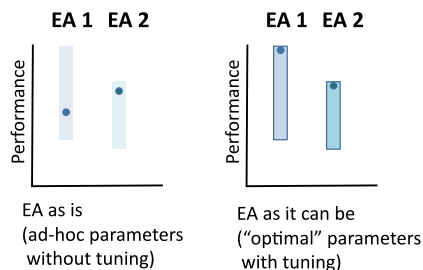 EA 1 EA 2
Performance
EA as is
(ad-hoc parameters
without tuning)
EA 1 EA 2
Performance
EA as it can be
("optimal" parameters
with tuning)